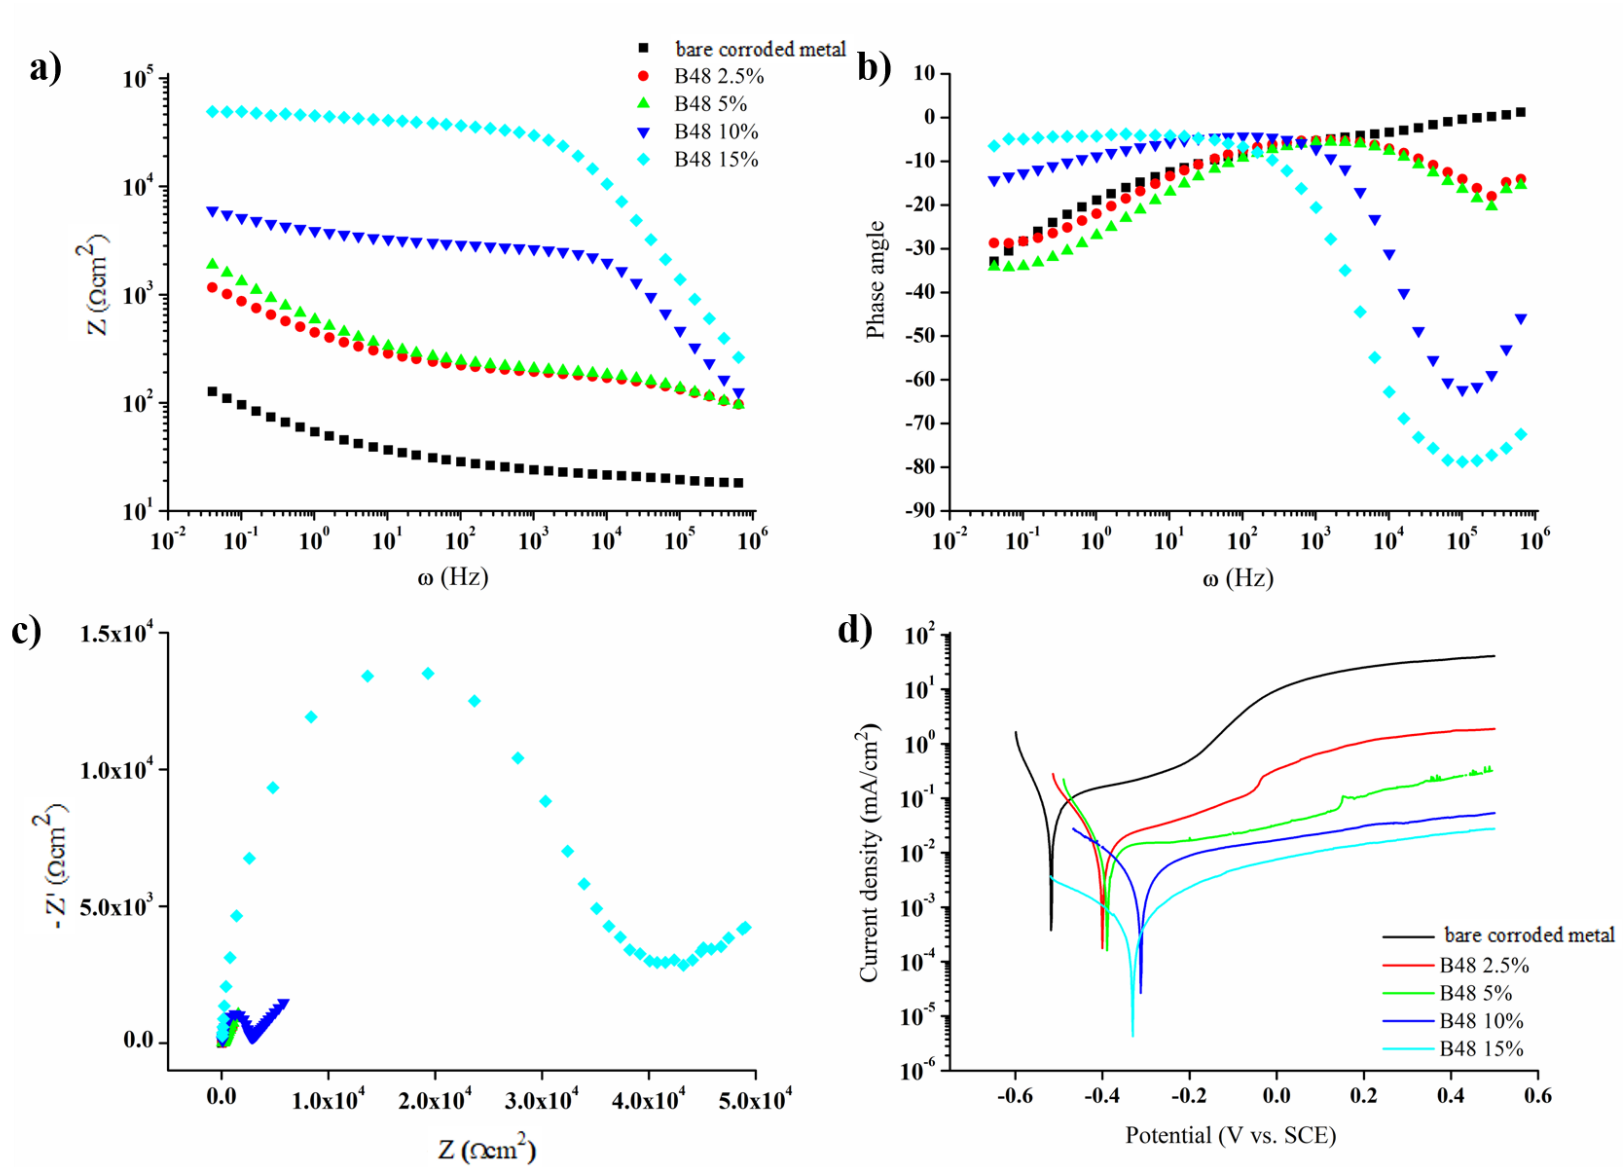 a)
bare corroded metal
B48 2.5%
B48 5%
B48 10%
B48 15%
10⁵
10⁴
10³
10²
10¹
Z (Ωcm²)
10⁻² 10⁻¹ 10⁰ 10¹ 10² 10³ 10⁴ 10⁵ 10⁶
ω (Hz)
b)
10
0
-10
-20
-30
-40
-50
-60
-70
-80
-90
Phase angle
10⁻² 10⁻¹ 10⁰ 10¹ 10² 10³ 10⁴ 10⁵ 10⁶
ω (Hz)
c)
1.5x10⁴
1.0x10⁴
5.0x10³
0.0
-Z' (Ωcm²)
0.0 1.0x10⁴ 2.0x10⁴ 3.0x10⁴ 4.0x10⁴ 5.0x10⁴
Z (Ωcm²)
d)
10²
10¹
10⁰
10⁻¹
10⁻²
10⁻³
10⁻⁴
10⁻⁵
10⁻⁶
Current density (mA/cm²)
bare corroded metal
B48 2.5%
B48 5%
B48 10%
B48 15%
-0.6 -0.4 -0.2 0.0 0.2 0.4 0.6
Potential (V vs. SCE)